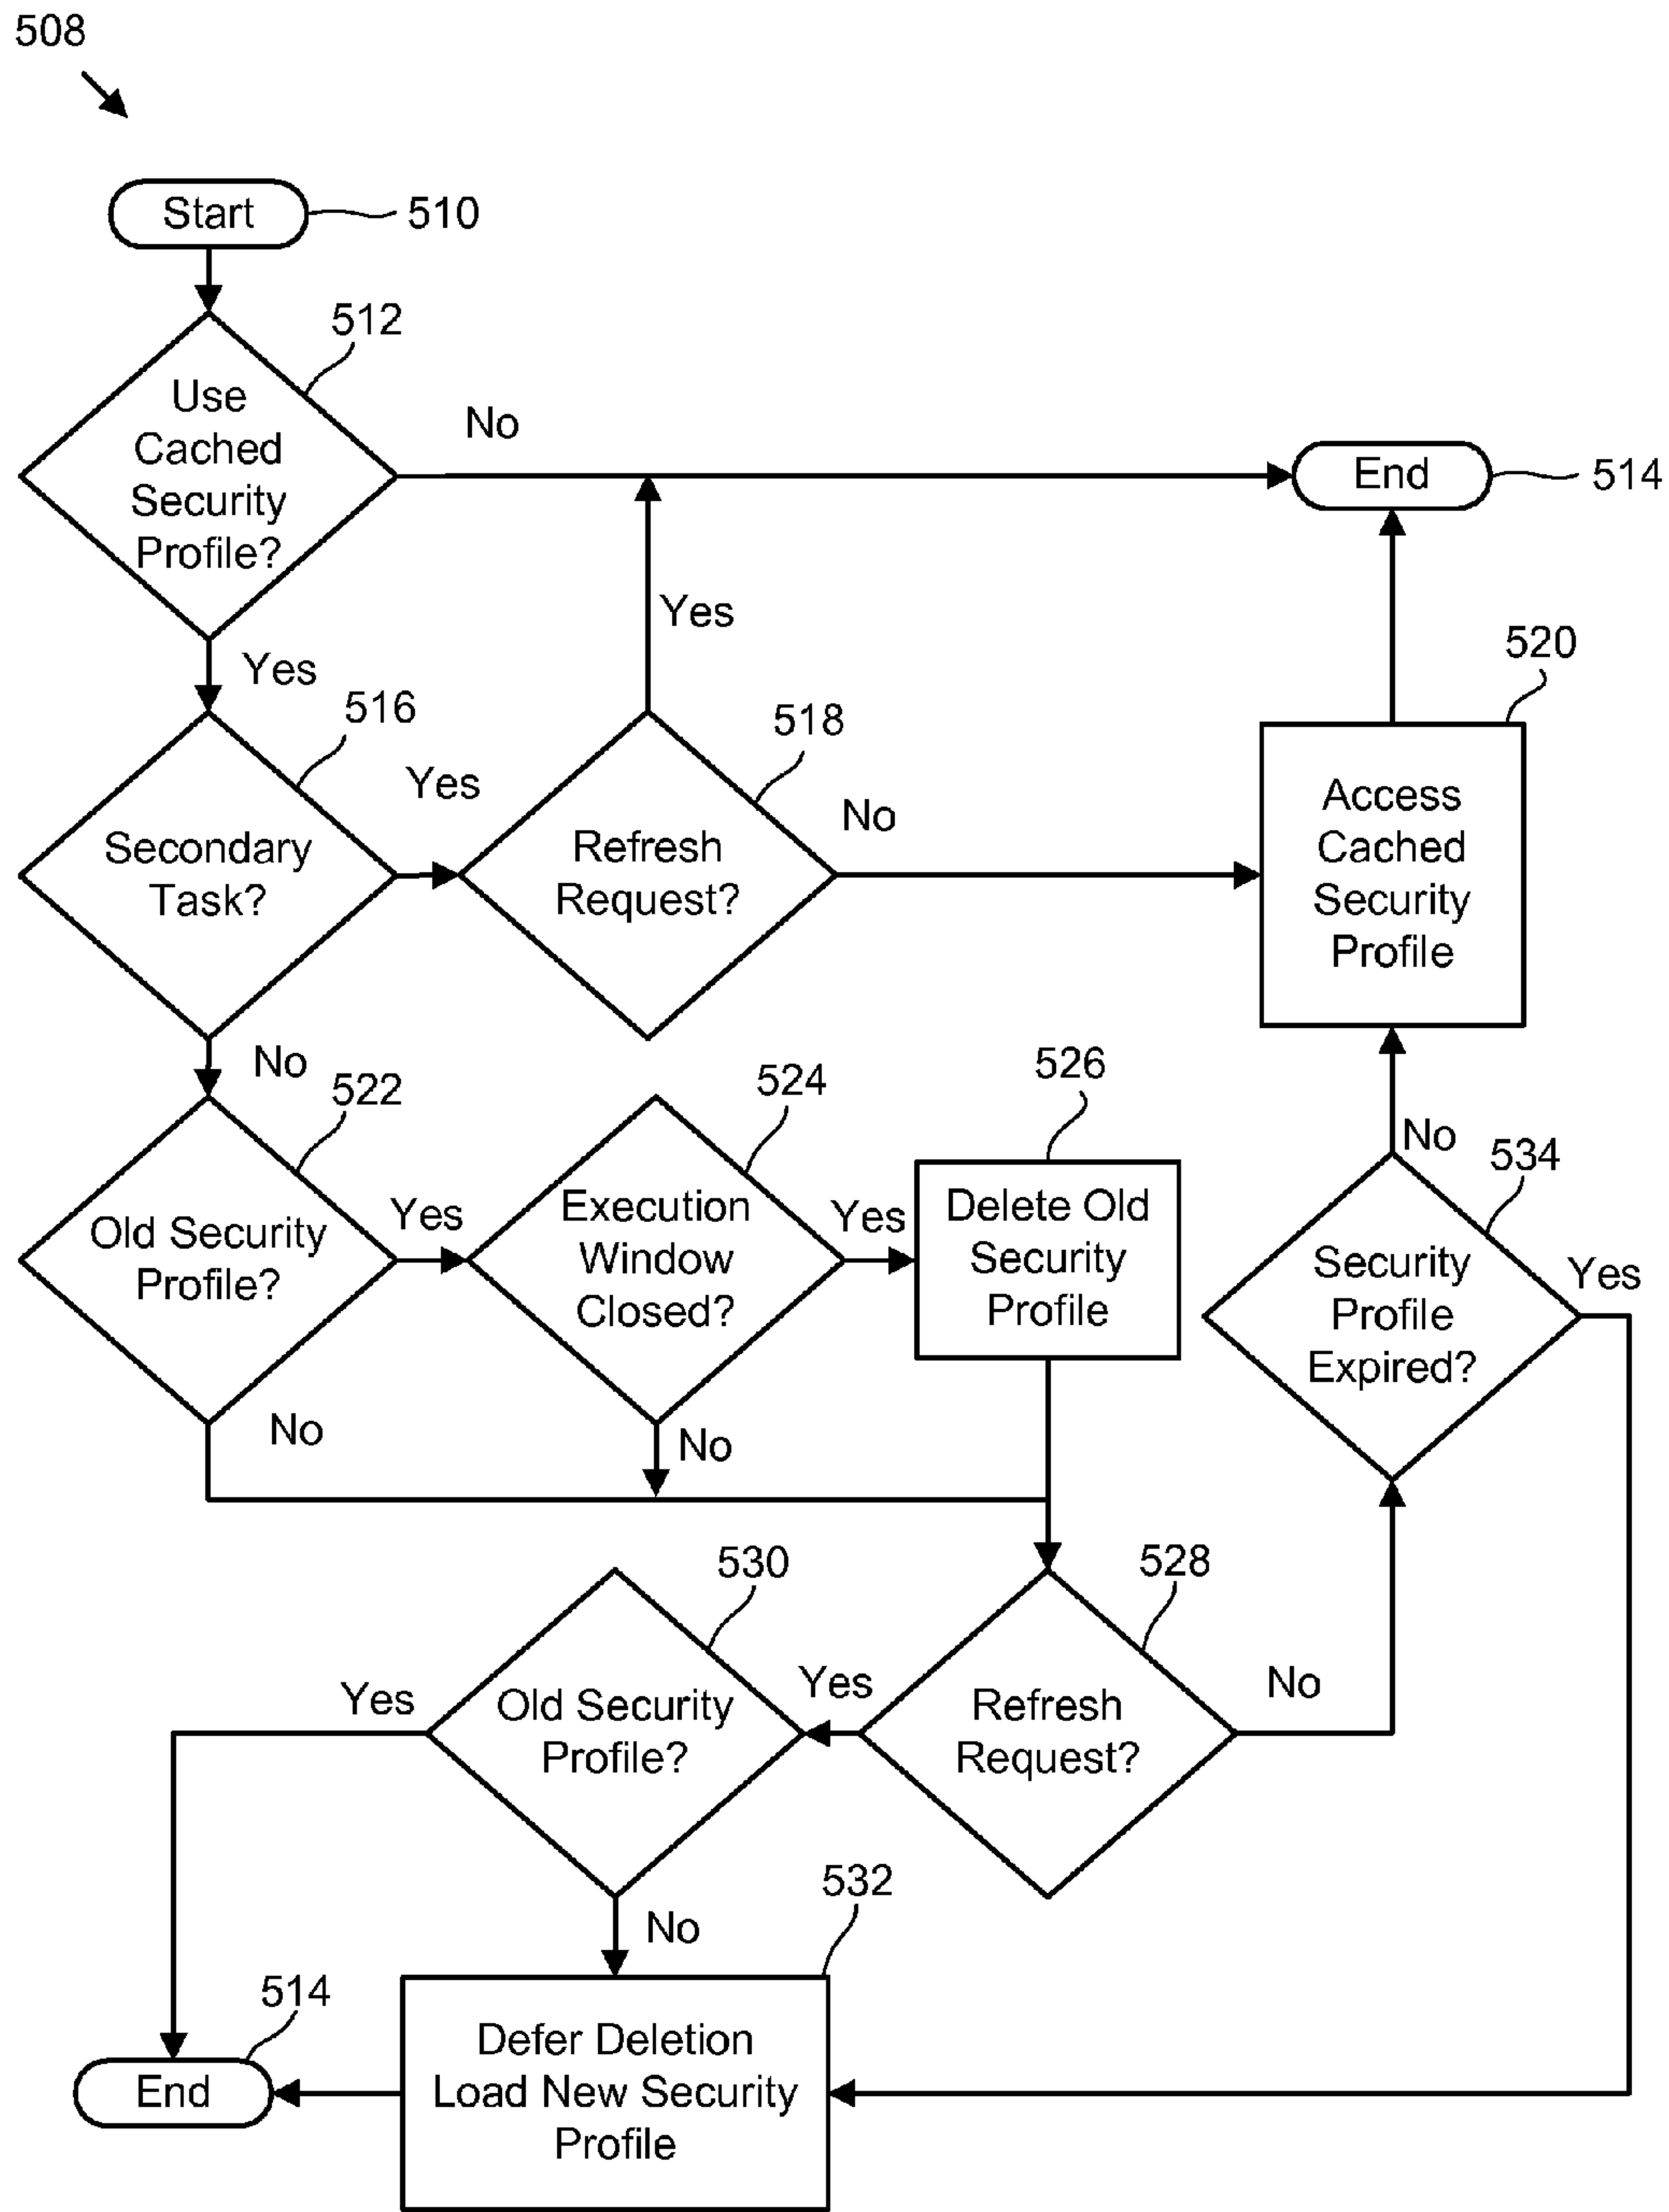 508
Start
510
512
Use
Cached
Security
Profile?
No
End
514
Yes
Yes
516
Secondary
Task?
Yes
518
Refresh
Request?
No
520
Access
Cached
Security
Profile
No
522
Old Security
Profile?
Yes
524
Execution
Window
Closed?
Yes
526
Delete Old
Security
Profile
No
534
Security
Profile
Expired?
Yes
No
No
530
Old Security
Profile?
Yes
Yes
528
Refresh
Request?
No
No
532
Defer Deletion
Load New Security
Profile
514
End